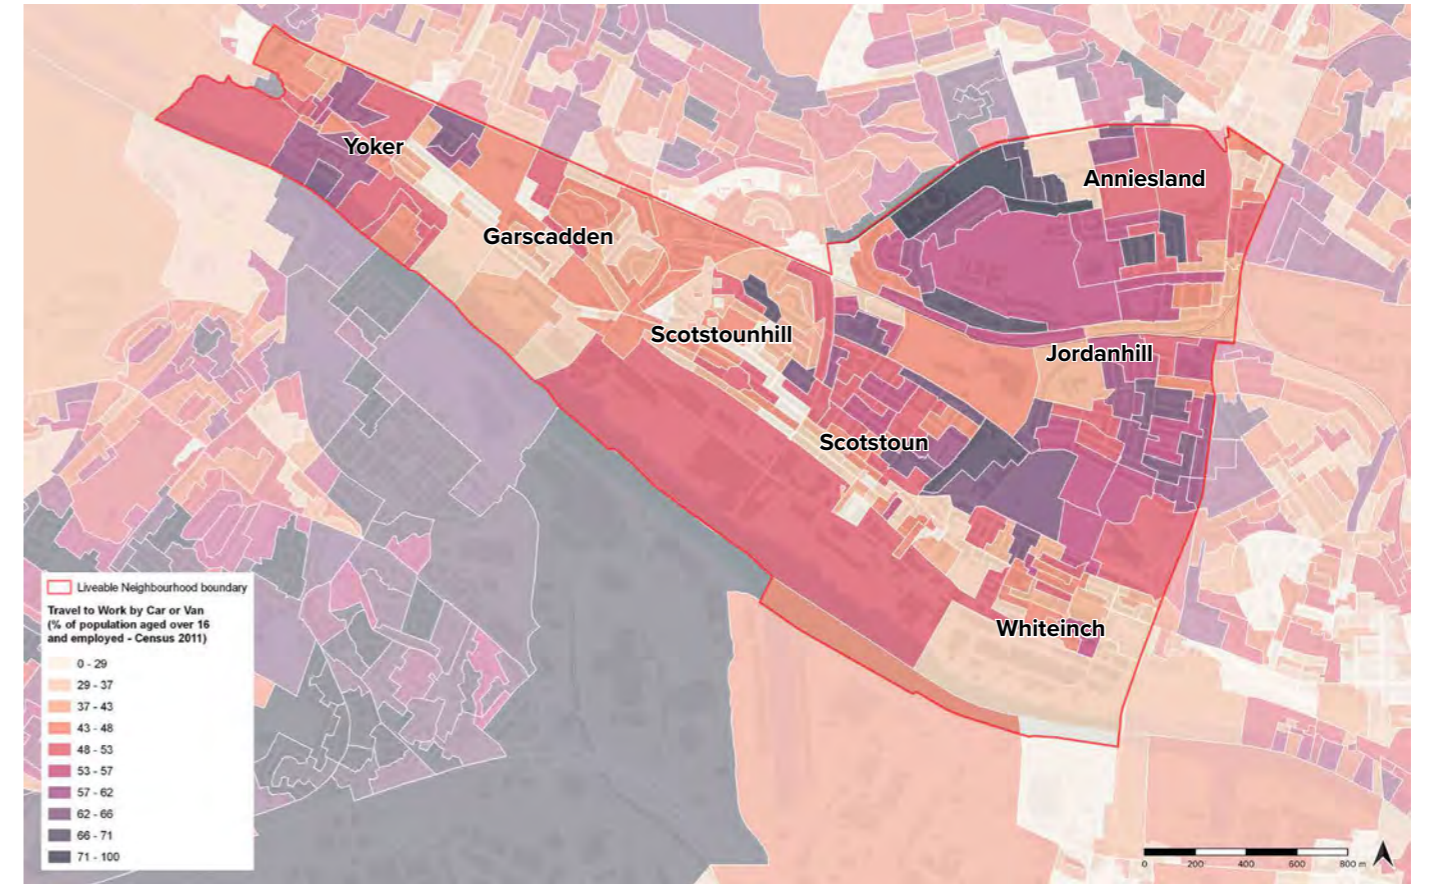 Yoker
Anniesland
Garscadden
Scotstounhill
Jordanhill
Scotstoun
Whiteinch
Liveable Neighbourhood boundary
Travel to Work by Car or Van
(% of population aged over 16
and employed - Census 2011)
0 - 29
29 - 37
37 - 43
43 - 48
48 - 53
53 - 57
57 - 62
62 - 66
66 - 71
71 - 100
0 200 400 600 800 m